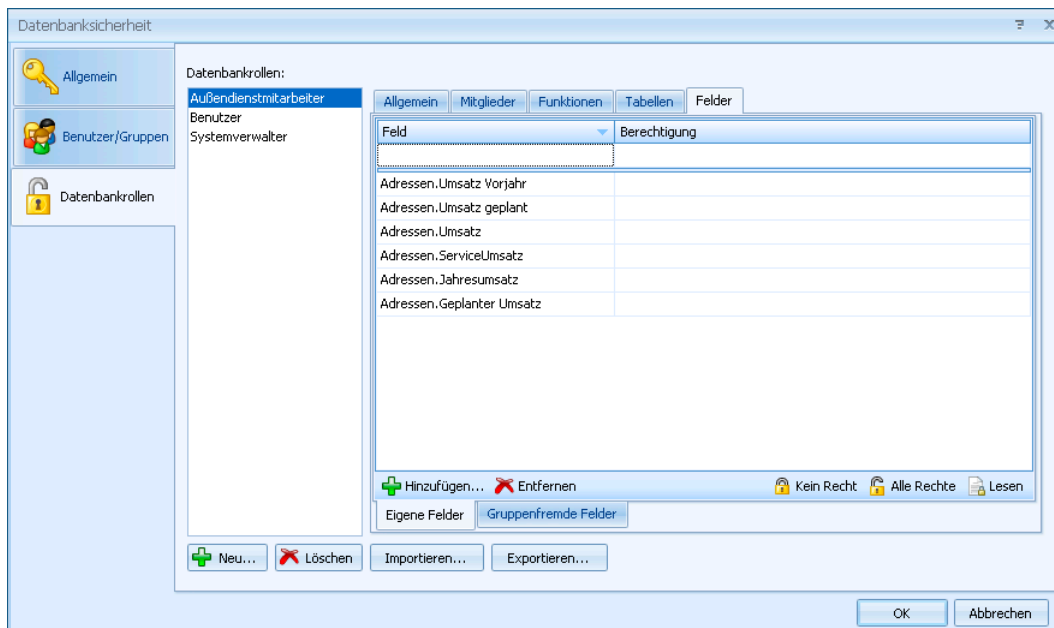 Datenbanksicherheit
Allgemein
Benutzer/Gruppen
Datenbankrollen
Datenbankrollen:
Außendienstmitarbeiter
Benutzer
Systemverwalter
Allgemein Mitglieder Funktionen Tabellen Felder
Feld Berechtigung
Adressen.Umsatz Vorjahr
Adressen.Umsatz geplant
Adressen.Umsatz
Adressen.ServiceUmsatz
Adressen.Jahresumsatz
Adressen.Geplanter Umsatz
Hinzufügen... Entfernen Kein Recht Alle Rechte Lesen
Eigene Felder Gruppenfremde Felder
Neu... Löschen Importieren... Exportieren...
OK Abbrechen